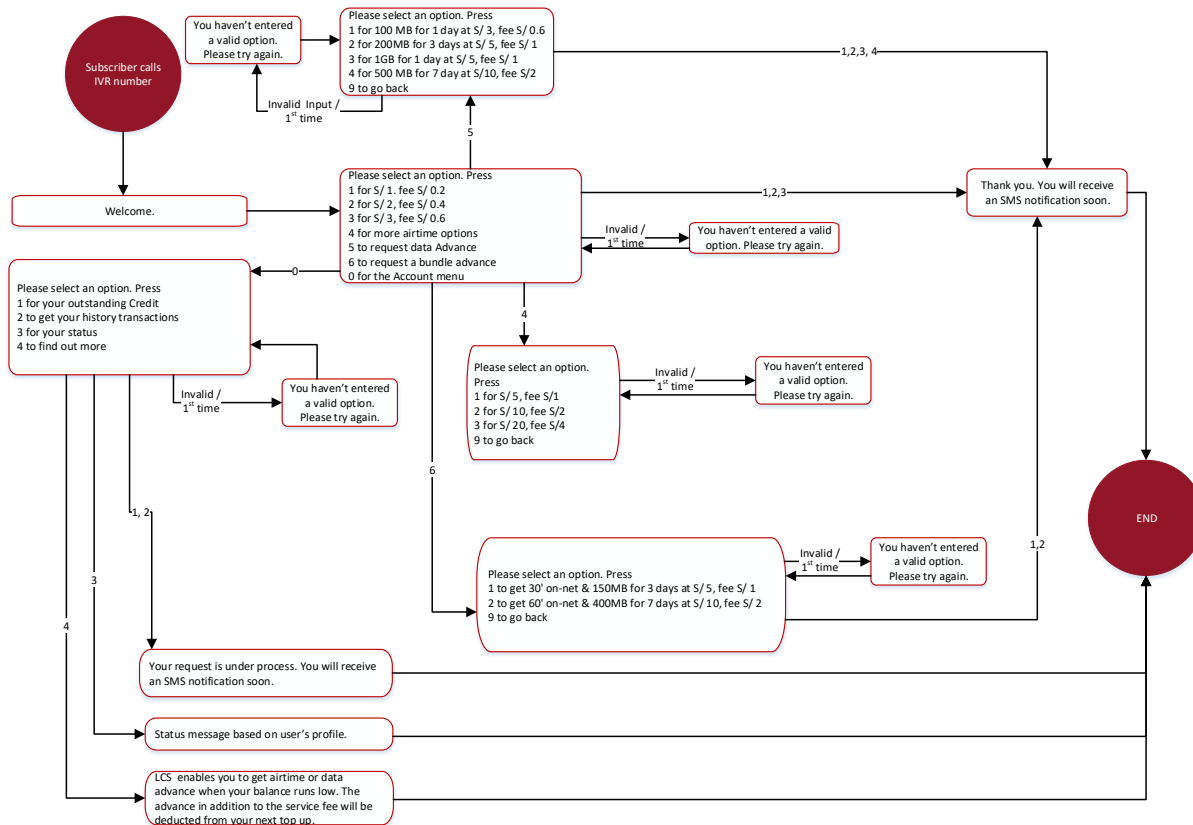 Subscriber calls
IVR number
You haven't entered
a valid option.
Please try again.
Please select an option. Press
1 for 100 MB for 1 day at S/ 3, fee S/ 0.6
2 for 200MB for 3 days at S/ 5, fee S/ 1
3 for 1GB for 1 day at S/ 5, fee S/ 1
4 for 500 MB for 7 day at S/10, fee S/2
9 to go back
1,2,3, 4
Invalid Input /
1st time
5
Welcome.
Please select an option. Press
1 for S/ 1. fee S/ 0.2
2 for S/ 2, fee S/ 0.4
3 for S/ 3, fee S/ 0.6
4 for more airtime options
5 to request data Advance
6 to request a bundle advance
0 for the Account menu
1,2,3
Thank you. You will receive
an SMS notification soon.
Invalid /
1st time
You haven't entered a valid
option. Please try again.
0
Please select an option. Press
1 for your outstanding Credit
2 to get your history transactions
3 for your status
4 to find out more
4
Invalid /
1st time
You haven't entered
a valid option.
Please try again.
Please select an option.
Press
1 for S/ 5, fee S/1
2 for S/ 10, fee S/2
3 for S/ 20, fee S/4
9 to go back
Invalid /
1st time
You haven't entered
a valid option.
Please try again.
6
1, 2
3
4
Please select an option. Press
1 to get 30' on-net & 150MB for 3 days at S/ 5, fee S/ 1
2 to get 60' on-net & 400MB for 7 days at S/ 10, fee S/ 2
9 to go back
Invalid /
1st time
You haven't entered
a valid option.
Please try again.
1,2
END
Your request is under process. You will receive
an SMS notification soon.
Status message based on user's profile.
LCS enables you to get airtime or data
advance when your balance runs low. The
advance in addition to the service fee will be
deducted from your next top up.